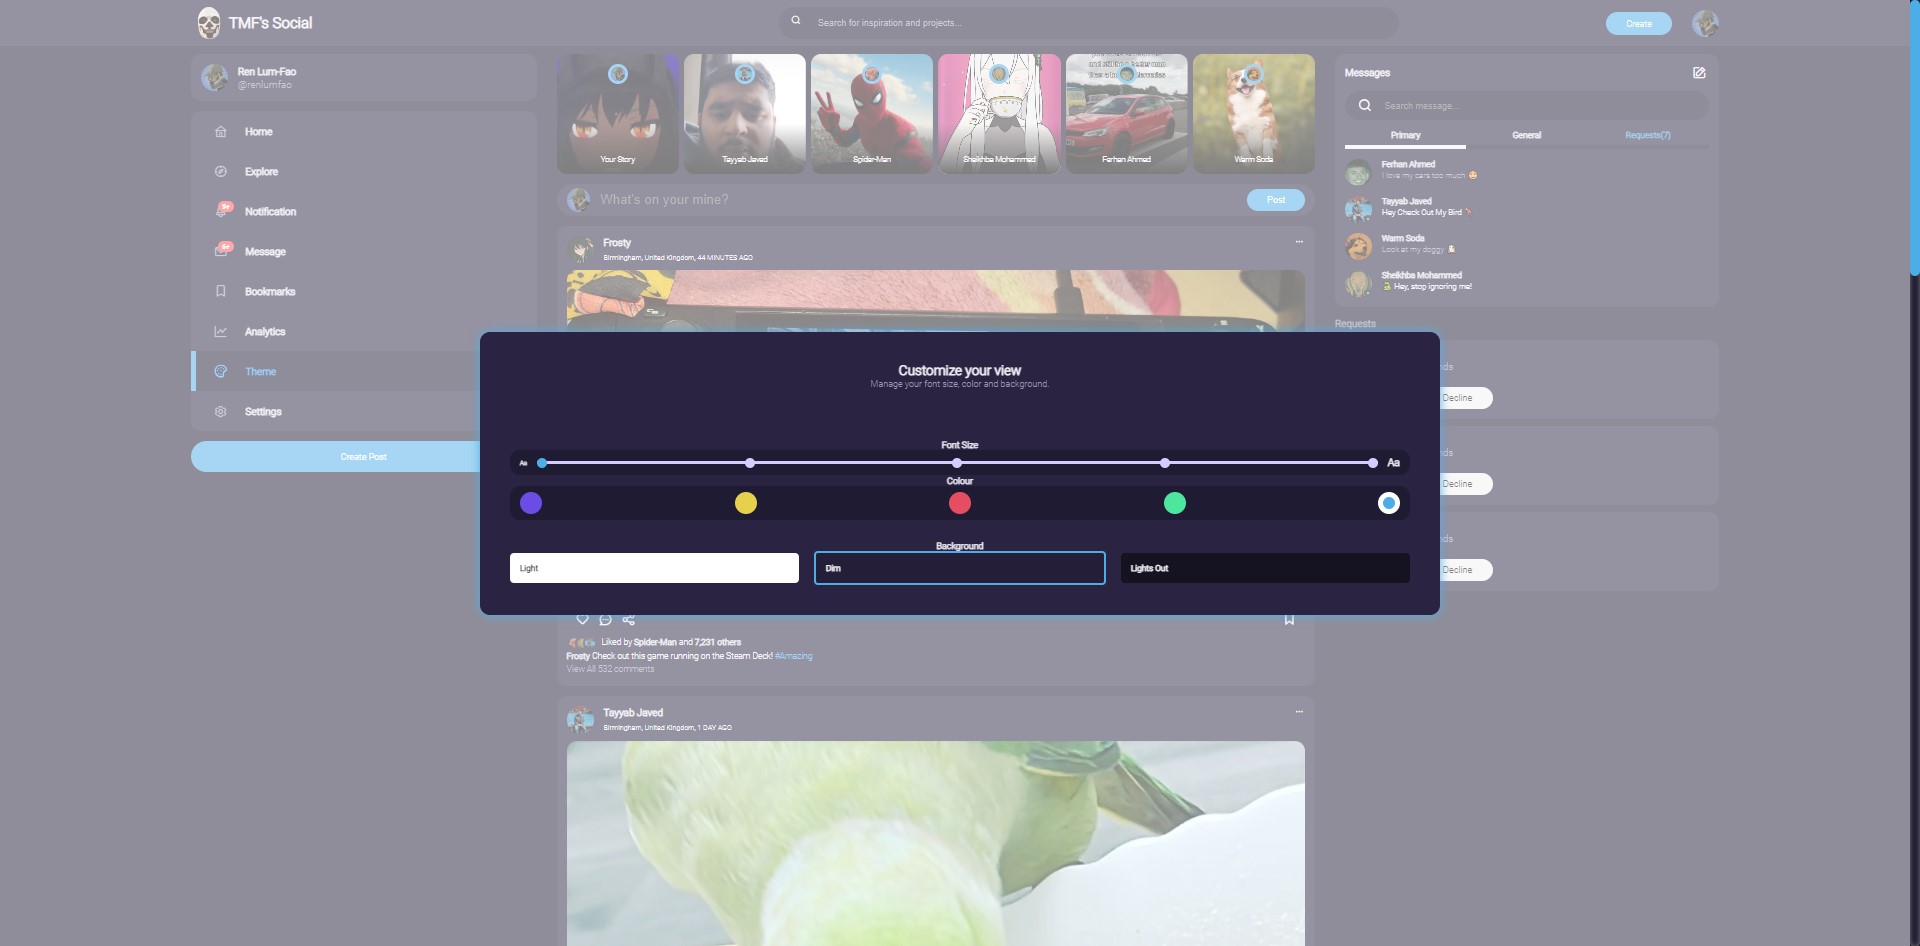 TMF's Social
Search for inspiration and projects...
Create
Ren Lum-Fao
@renlumfao
Home
Explore
9+
Notification
6+
Message
Bookmarks
Analytics
Theme
Settings
Create Post
Your Story
Tayyab Javed
Spider-Man
Sheikhba Mohammed
Ferhan Ahmed
Warm Soda
What's on your mine?
Post
Frosty
Birmingham, United Kingdom, 44 MINUTES AGO
Customize your view
Manage your font size, color and background.
Font Size
Aa
Aa
Colour
Background
Light
Dim
Lights Out
Liked by Spider-Man and 7,231 others
Frosty Check out this game running on the Steam Deck! #Amazing
View All 532 comments
Tayyab Javed
Birmingham, United Kingdom, 1 DAY AGO
Messages
Search message...
Primary
General
Requests(7)
Ferhan Ahmed
I love my cars too much 🤩
Tayyab Javed
Hey Check Out My Bird
Warm Soda
Look at my doggy
Sheikhba Mohammed
Hey, stop ignoring me!
Requests
Decline
Decline
Decline